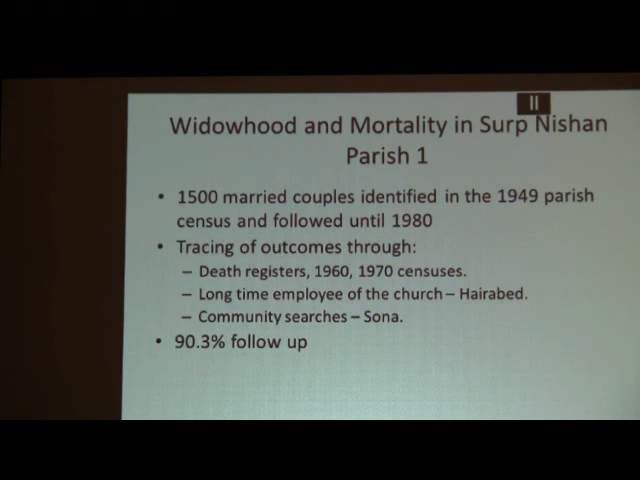 Widowhood and Mortality in Surp Nishan
Parish 1
• 1500 married couples identified in the 1949 parish
census and followed until 1980
• Tracing of outcomes through:
– Death registers, 1960, 1970 censuses.
– Long time employee of the church – Hairabed.
– Community searches – Sona.
• 90.3% follow up